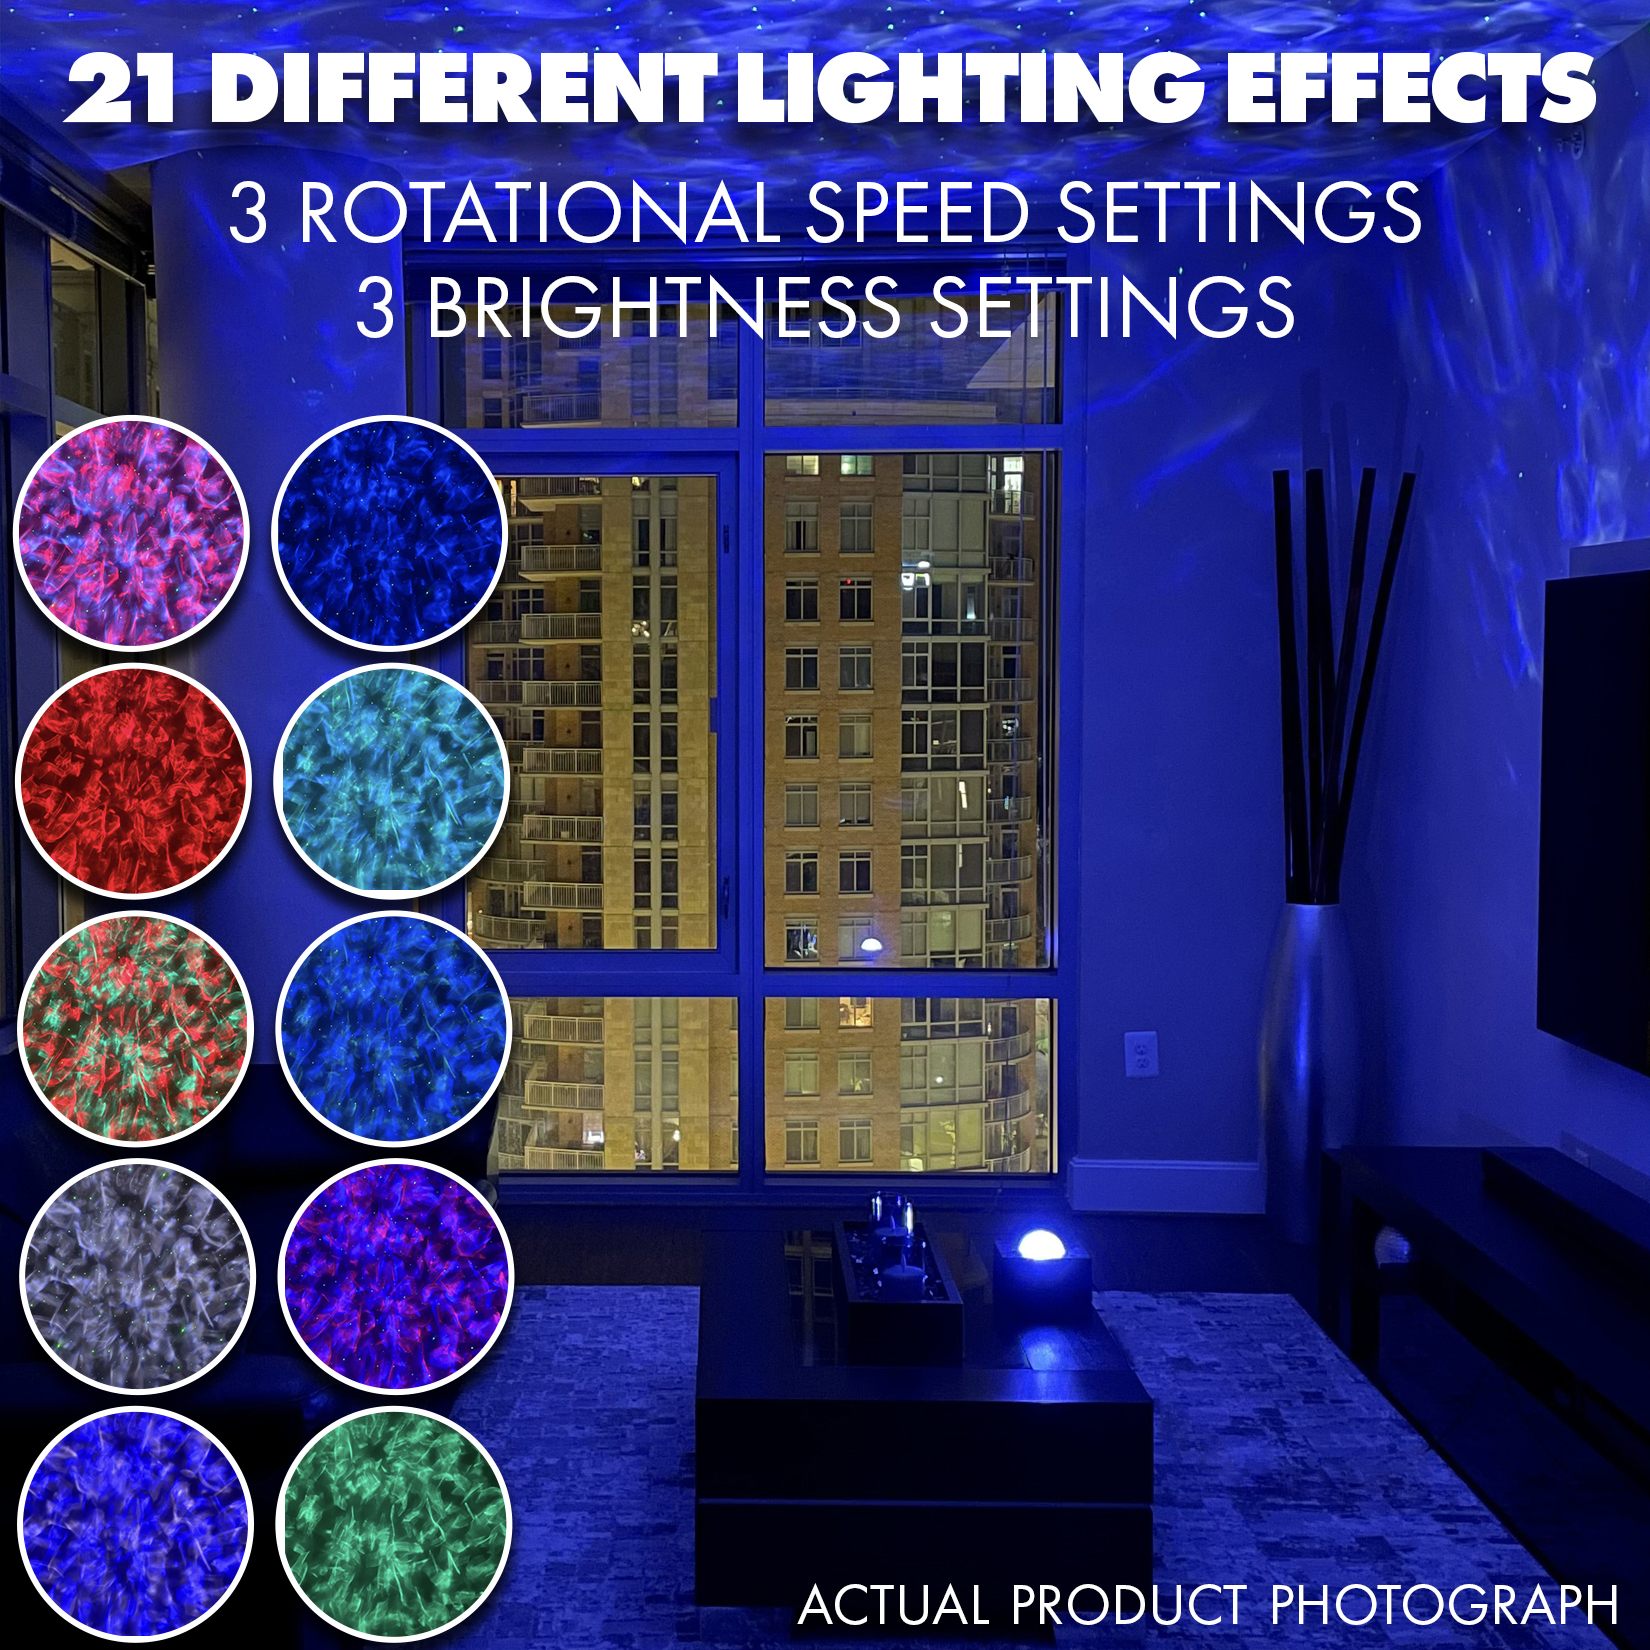 21 DIFFERENT LIGHTING EFFECTS
3 ROTATIONAL SPEED SETTINGS
3 BRIGHTNESS SETTINGS
ACTUAL PRODUCT PHOTOGRAPH